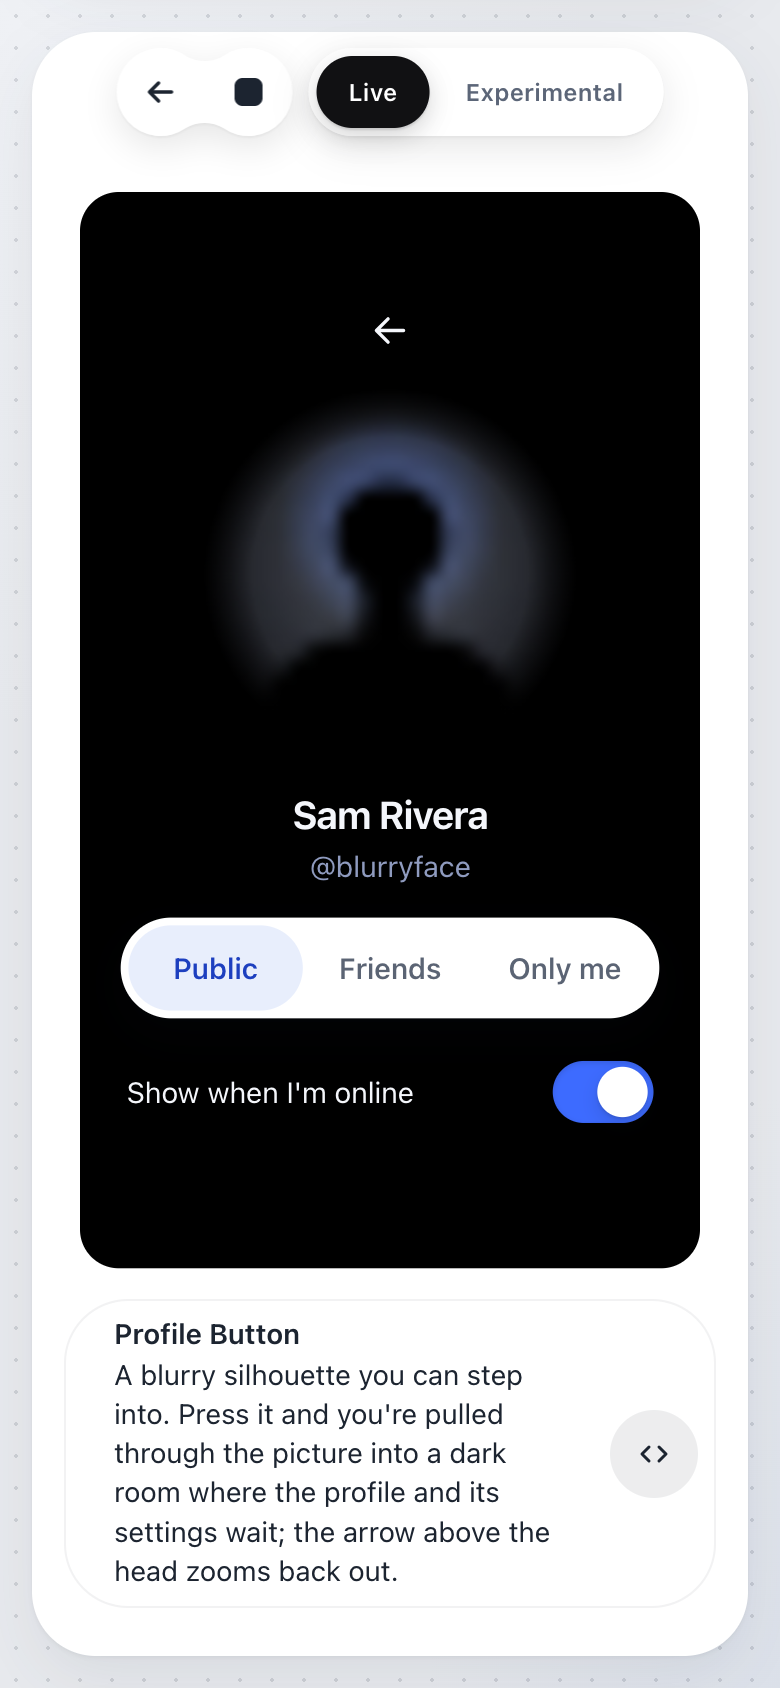 Live
Experimental
Sam Rivera
@blurryface
Public
Friends
Only me
Show when I'm online
Profile Button
A blurry silhouette you can step
into. Press it and you're pulled
through the picture into a dark
room where the profile and its
settings wait; the arrow above the
head zooms back out.